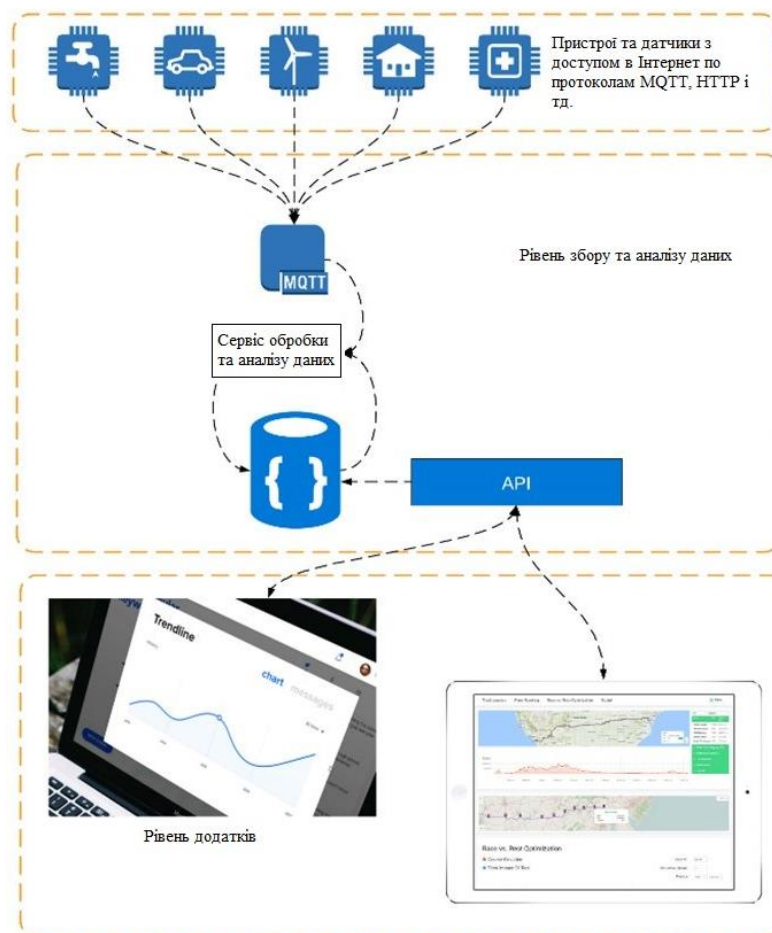 A
Пристрої та датчики з
доступом в Інтернет по
протоколам MQTT, HTTP і
тд.
MQTT
Рівень збору та аналізу даних
Сервіс обробки
та аналізу даних
{ }
API
Trendline
chart messages
Рівень додатків
Race vs. Rest Optimization